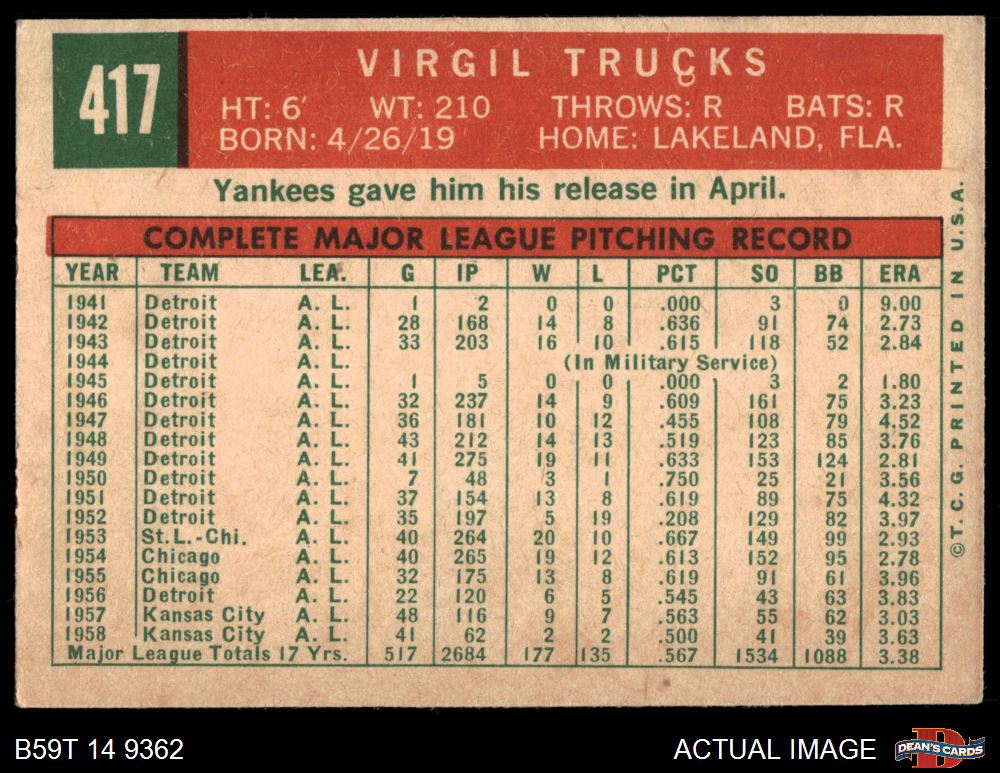 417
VIRGIL TRUCKS
HT: 6' WT: 210 THROWS: R BATS: R
BORN: 4/26/19 HOME: LAKELAND, FLA.
Yankees gave him his release in April.
COMPLETE MAJOR LEAGUE PITCHING RECORD
YEAR TEAM LEA. G IP W L PCT SO BB ERA
1941 Detroit A. L. 1 2 0 0 .000 3 0 9.00
1942 Detroit A. L. 28 168 14 8 .636 91 74 2.73
1943 Detroit A. L. 33 203 16 10 .615 118 52 2.84
1944 Detroit A. L. (In Military Service)
1945 Detroit A. L. 1 5 0 0 .000 3 2 1.80
1946 Detroit A. L. 32 237 14 9 .609 161 75 3.23
1947 Detroit A. L. 36 181 10 12 .455 108 79 4.52
1948 Detroit A. L. 43 212 14 13 .519 123 85 3.76
1949 Detroit A. L. 41 275 19 11 .633 153 124 2.81
1950 Detroit A. L. 7 48 3 1 .750 25 21 3.56
1951 Detroit A. L. 37 154 13 8 .619 89 75 4.32
1952 Detroit A. L. 35 197 5 19 .208 129 82 3.97
1953 St.L.-Chi. A. L. 40 264 20 10 .667 149 99 2.93
1954 Chicago A. L. 40 265 19 12 .613 152 95 2.78
1955 Chicago A. L. 32 175 13 8 .619 91 61 3.96
1956 Detroit A. L. 22 120 6 5 .545 43 63 3.83
1957 Kansas City A. L. 48 116 9 7 .563 55 62 3.03
1958 Kansas City A. L. 41 62 2 2 .500 41 39 3.63
Major League Totals 17 Yrs. 517 2684 177 135 .567 1534 1088 3.38
©T. C. G. PRINTED IN U.S.A.
B59T 14 9362
ACTUAL IMAGE
DEAN'S CARDS